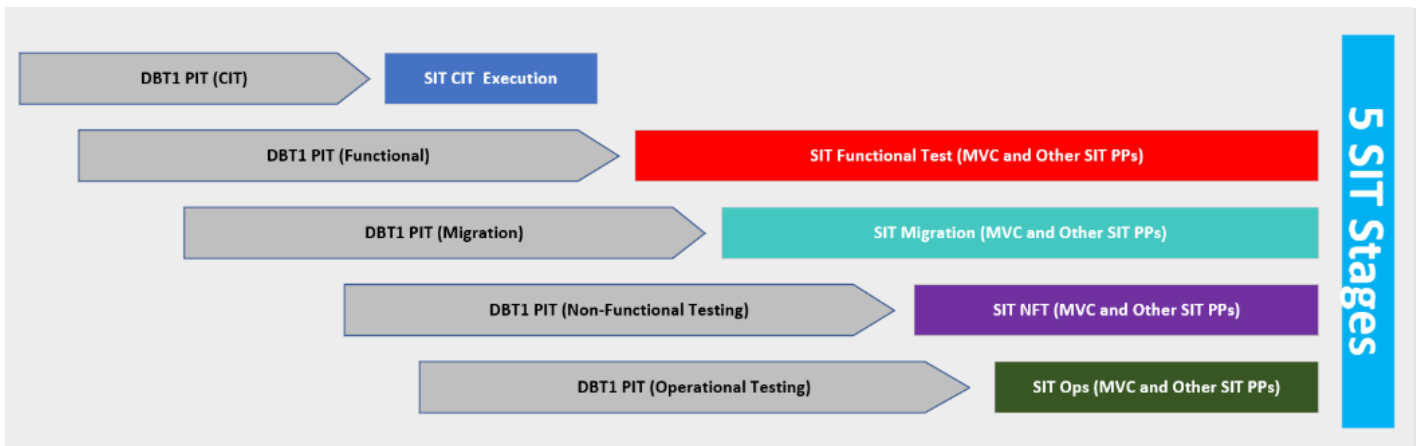 DBT1 PIT (CIT)
SIT CIT Execution
DBT1 PIT (Functional)
SIT Functional Test (MVC and Other SIT PPs)
DBT1 PIT (Migration)
SIT Migration (MVC and Other SIT PPs)
DBT1 PIT (Non-Functional Testing)
SIT NFT (MVC and Other SIT PPs)
DBT1 PIT (Operational Testing)
SIT Ops (MVC and Other SIT PPs)
5 SIT Stages